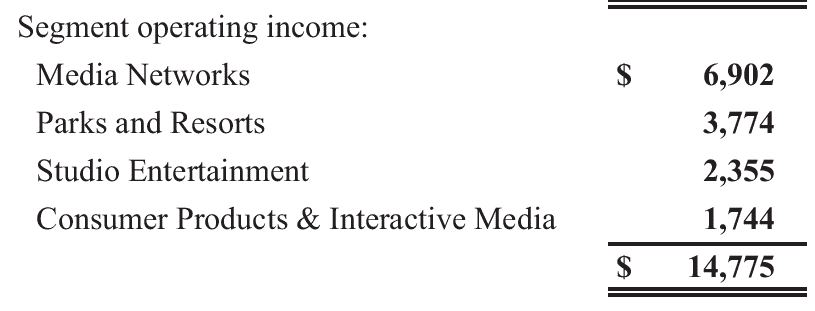 Segment operating income:
Media Networks $ 6,902
Parks and Resorts 3,774
Studio Entertainment 2,355
Consumer Products & Interactive Media 1,744
$ 14,775